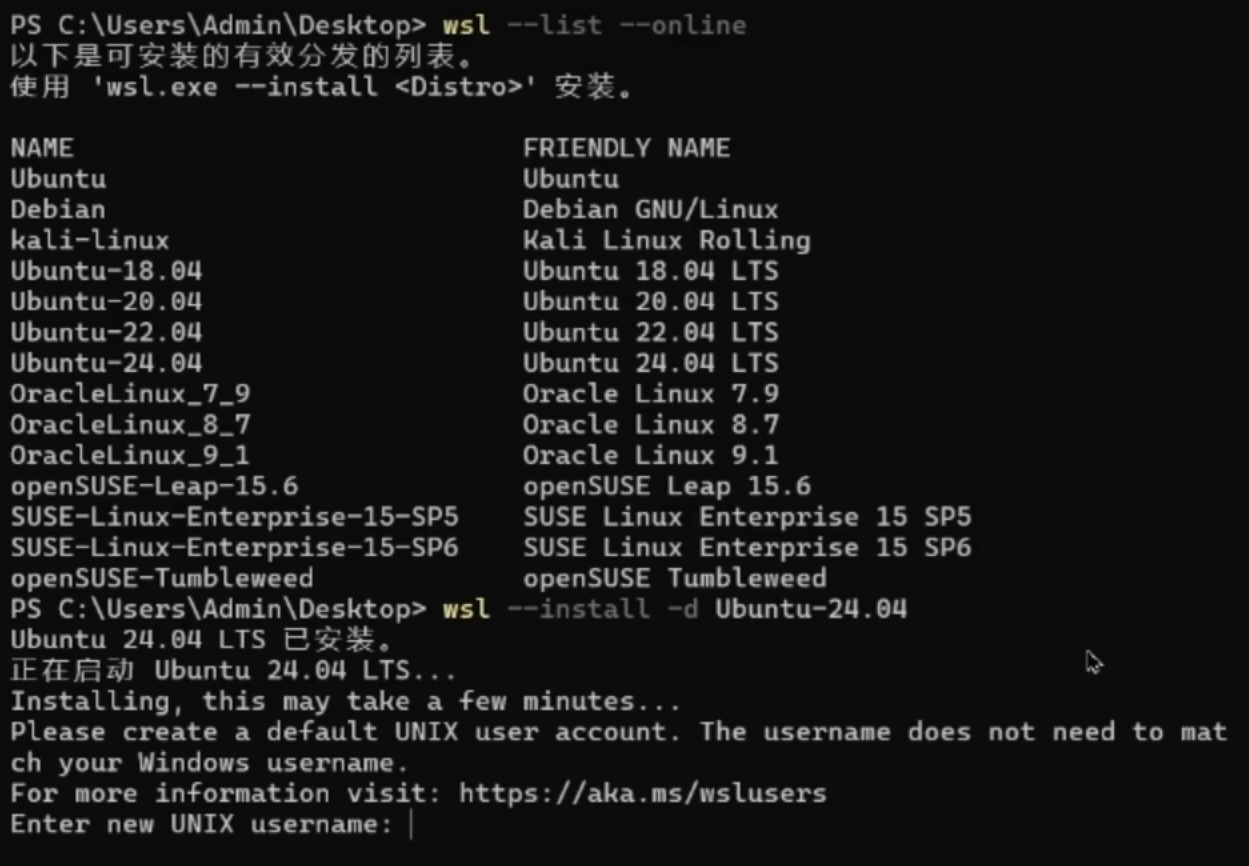 PS C:\Users\Admin\Desktop> wsl --list --online
以下是可安装的有效分发的列表。
使用 'wsl.exe --install <Distro>' 安装。
NAME FRIENDLY NAME
Ubuntu Ubuntu
Debian Debian GNU/Linux
kali-linux Kali Linux Rolling
Ubuntu-18.04 Ubuntu 18.04 LTS
Ubuntu-20.04 Ubuntu 20.04 LTS
Ubuntu-22.04 Ubuntu 22.04 LTS
Ubuntu-24.04 Ubuntu 24.04 LTS
OracleLinux_7_9 Oracle Linux 7.9
OracleLinux_8_7 Oracle Linux 8.7
OracleLinux_9_1 Oracle Linux 9.1
openSUSE-Leap-15.6 openSUSE Leap 15.6
SUSE-Linux-Enterprise-15-SP5 SUSE Linux Enterprise 15 SP5
SUSE-Linux-Enterprise-15-SP6 SUSE Linux Enterprise 15 SP6
openSUSE-Tumbleweed openSUSE Tumbleweed
PS C:\Users\Admin\Desktop> wsl --install -d Ubuntu-24.04
Ubuntu 24.04 LTS 已安装。
正在启动 Ubuntu 24.04 LTS...
Installing, this may take a few minutes...
Please create a default UNIX user account. The username does not need to mat
ch your Windows username.
For more information visit: https://aka.ms/wslusers
Enter new UNIX username: